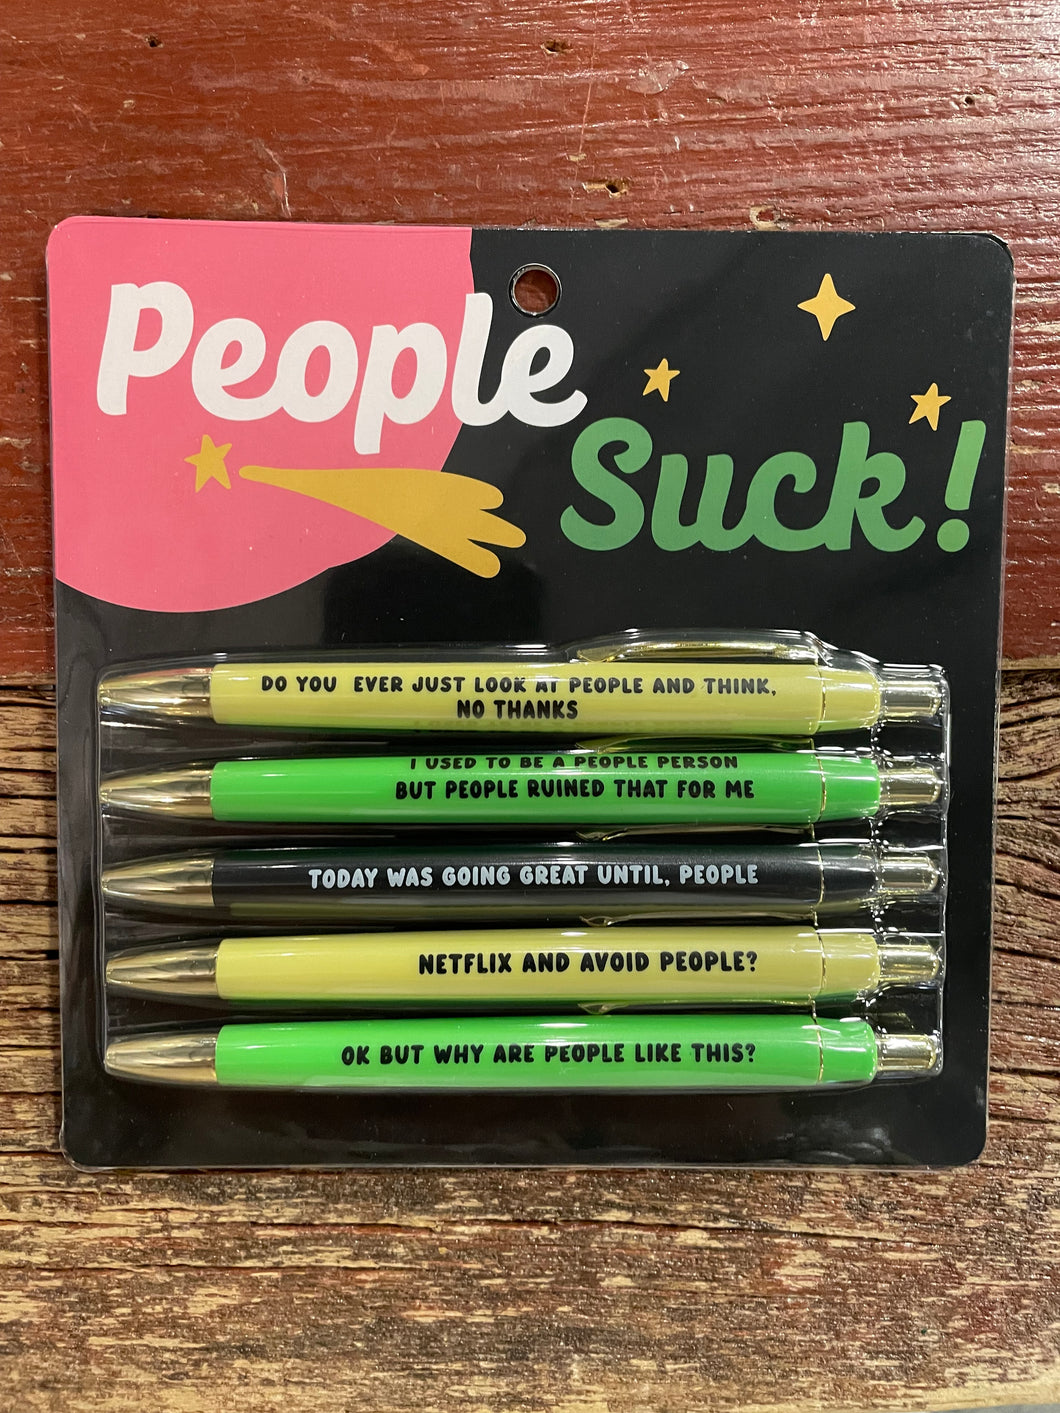 People
Suck!
DO YOU EVER JUST LOOK AT PEOPLE AND THINK,
NO THANKS
I USED TO BE A PEOPLE PERSON
BUT PEOPLE RUINED THAT FOR ME
TODAY WAS GOING GREAT UNTIL, PEOPLE
NETFLIX AND AVOID PEOPLE?
OK BUT WHY ARE PEOPLE LIKE THIS?